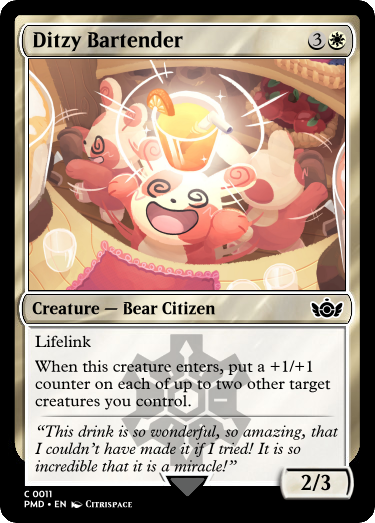 Ditzy Bartender 3
Creature — Bear Citizen
Lifelink
When this creature enters, put a +1/+1
counter on each of up to two other target
creatures you control.
“This drink is so wonderful, so amazing, that
I couldn’t have made it if I tried! It is so
incredible that it is a miracle!”
2/3
C 0011
PMD • EN Citrispace